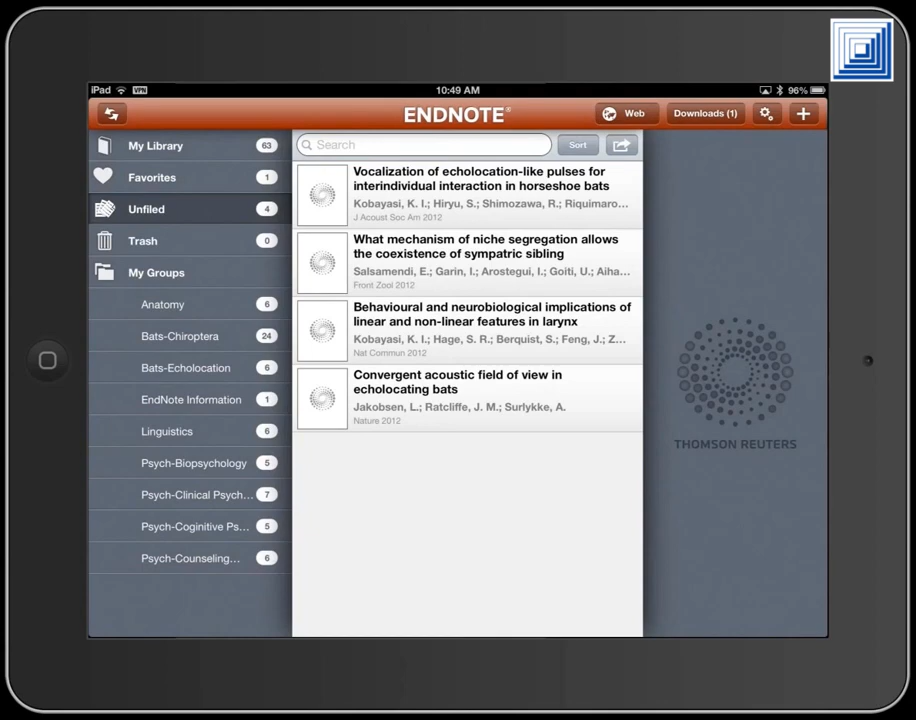 iPad VPN 10:49 AM 96%
ENDNOTE® Web Downloads (1)
My Library 63
Favorites 1
Unfiled 4
Trash 0
My Groups
Anatomy 6
Bats-Chiroptera 24
Bats-Echolocation 6
EndNote Information 1
Linguistics 6
Psych-Biopsychology 5
Psych-Clinical Psych... 7
Psych-Coginitive Ps... 5
Psych-Counseling... 6
Search Sort
Vocalization of echolocation-like pulses for
interindividual interaction in horseshoe bats
Kobayasi, K. I.; Hiryu, S.; Shimozawa, R.; Riquimaro...
J Acoust Soc Am 2012
What mechanism of niche segregation allows
the coexistence of sympatric sibling
Salsamendi, E.; Garin, I.; Arostegui, I.; Goiti, U.; Aiha...
Front Zool 2012
Behavioural and neurobiological implications of
linear and non-linear features in larynx
Kobayasi, K. I.; Hage, S. R.; Berquist, S.; Feng, J.; Z...
Nat Commun 2012
Convergent acoustic field of view in
echolocating bats
Jakobsen, L.; Ratcliffe, J. M.; Surlykke, A.
Nature 2012
THOMSON REUTERS